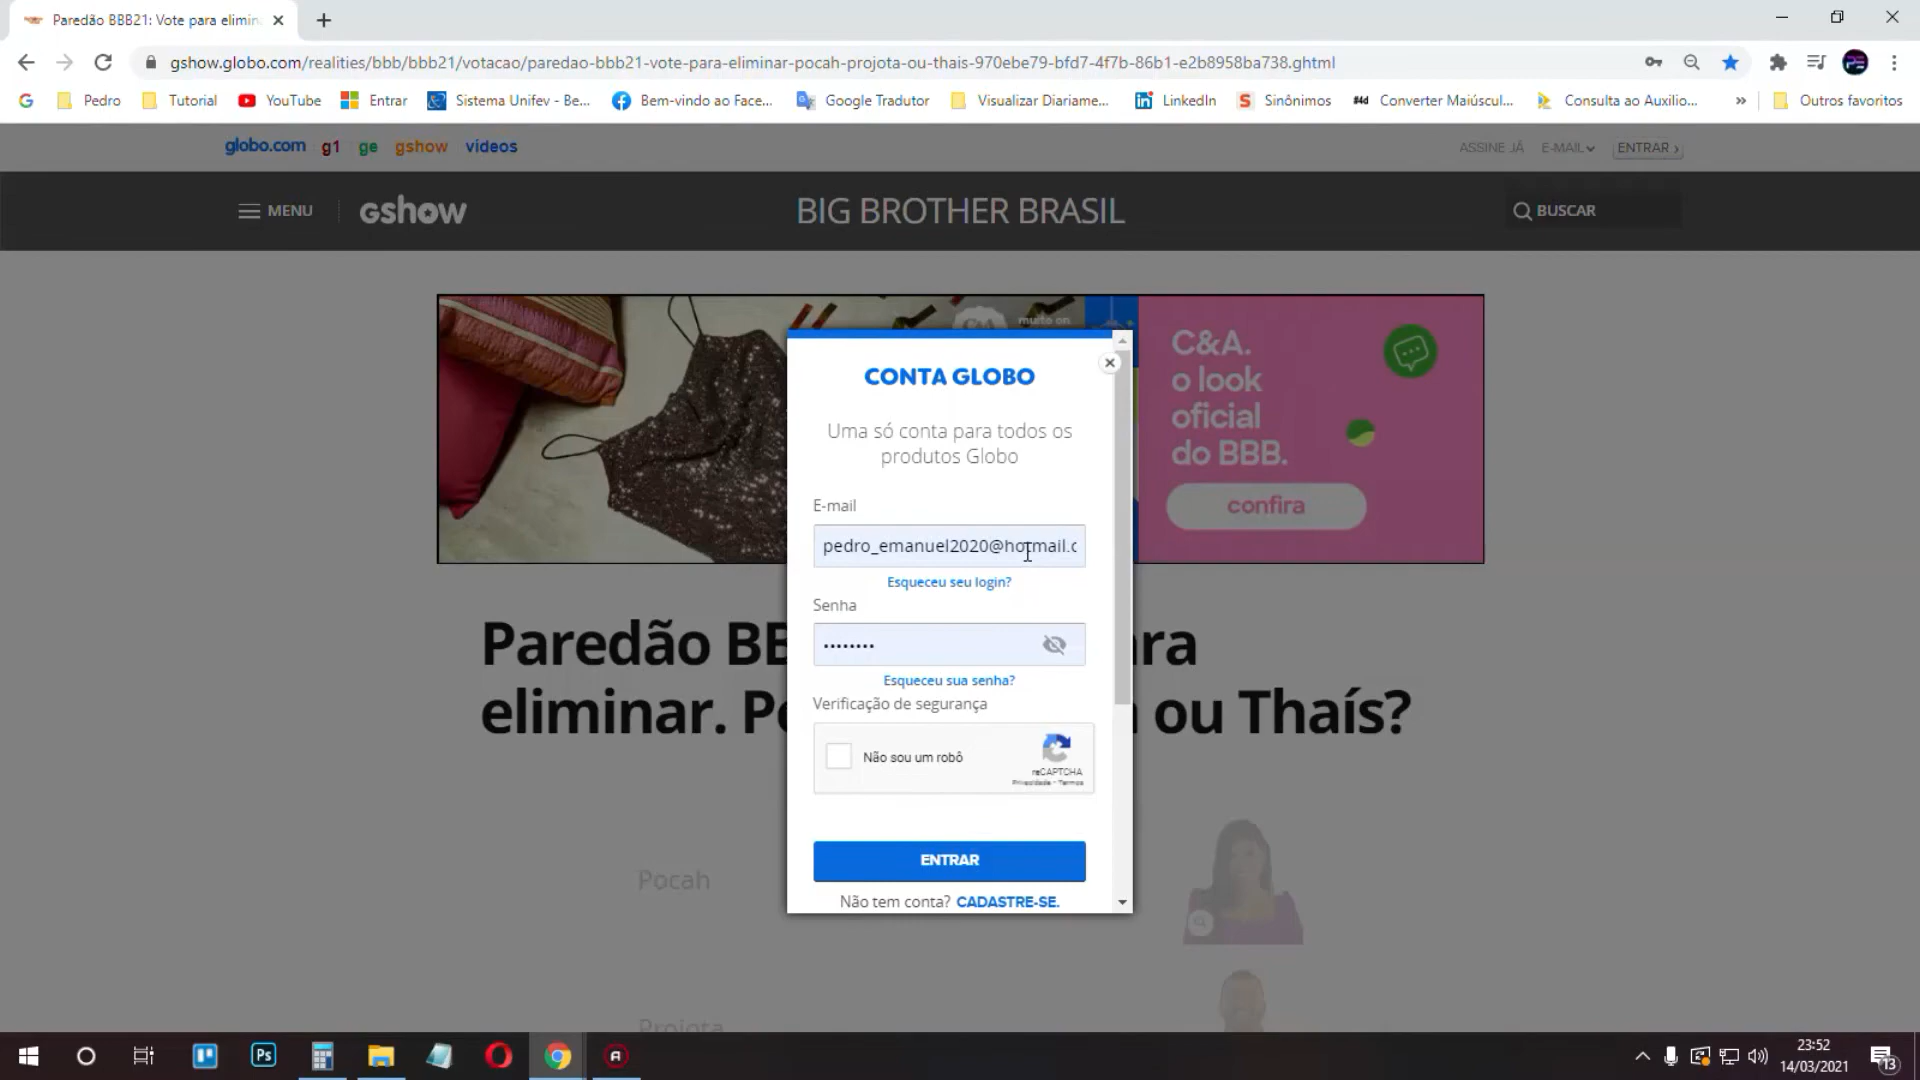 Paredão BBB21: Vote para elimin
gshow.globo.com/realities/bbb/bbb21/votacao/paredao-bbb21-vote-para-eliminar-pocah-projota-ou-thais-970ebe79-bfd7-4f7b-86b1-e2b8958ba738.ghtml
Pedro Tutorial YouTube Entrar Sistema Unifev - Be... Bem-vindo ao Face... Google Tradutor Visualizar Diariame... LinkedIn Sinônimos Converter Maiúscul... Consulta ao Auxilio... » Outros favoritos
globo.com g1 ge gshow vídeos ASSINE JÁ E-MAIL ENTRAR ›
MENU gshow BIG BROTHER BRASIL BUSCAR
C&A.
o look
oficial
do BBB.
confira
CONTA GLOBO
Uma só conta para todos os
produtos Globo
E-mail
pedro_emanuel2020@hotmail.c
Esqueceu seu login?
Senha
••••••••
Esqueceu sua senha?
Verificação de segurança
Não sou um robô
reCAPTCHA
Privacidade - Termos
ENTRAR
Não tem conta? CADASTRE-SE.
Paredão BB ra
eliminar. P ou Thaís?
Pocah
Projota
Ps
23:52
14/03/2021
13